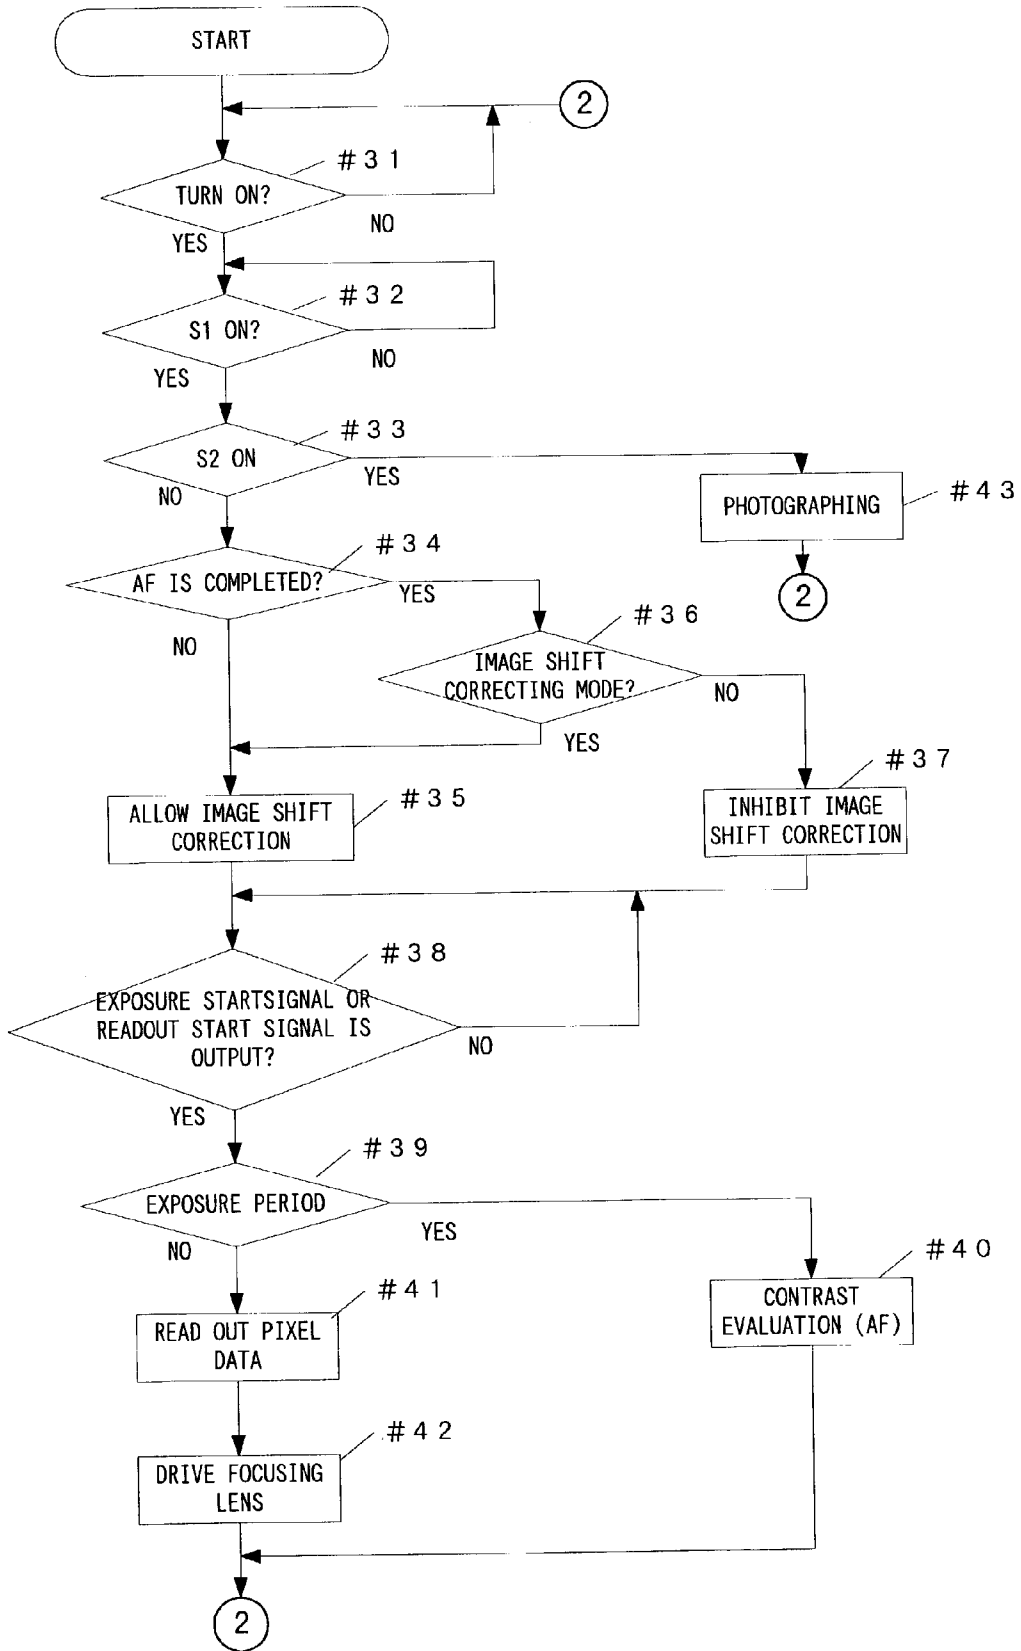 START
2
#31
TURN ON?
NO
YES
#32
S1 ON?
NO
YES
#33
S2 ON
YES
NO
#43
PHOTOGRAPHING
2
#34
AF IS COMPLETED?
YES
NO
#36
IMAGE SHIFT
CORRECTING MODE?
NO
YES
#35
ALLOW IMAGE SHIFT
CORRECTION
#37
INHIBIT IMAGE
SHIFT CORRECTION
#38
EXPOSURE STARTSIGNAL OR
READOUT START SIGNAL IS
OUTPUT?
NO
YES
#39
EXPOSURE PERIOD
YES
NO
#40
CONTRAST
EVALUATION (AF)
#41
READ OUT PIXEL
DATA
#42
DRIVE FOCUSING
LENS
2